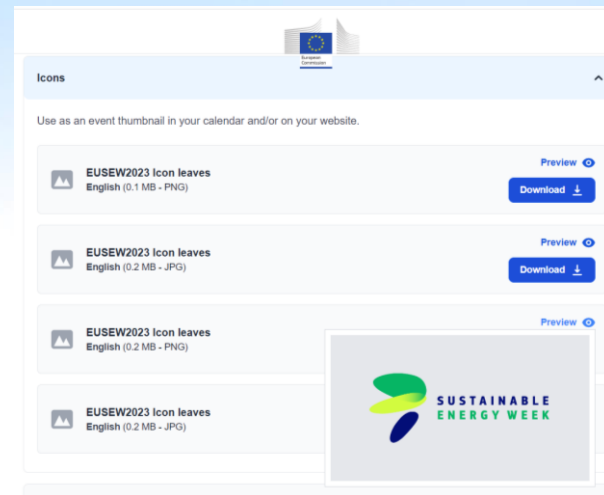 European
Commission
Icons
Use as an event thumbnail in your calendar and/or on your website.
EUSEW2023 Icon leaves
English (0.1 MB - PNG)
Preview
Download
EUSEW2023 Icon leaves
English (0.2 MB - JPG)
Preview
Download
EUSEW2023 Icon leaves
English (0.2 MB - PNG)
Preview
EUSEW2023 Icon leaves
English (0.2 MB - JPG)
SUSTAINABLE
ENERGY WEEK